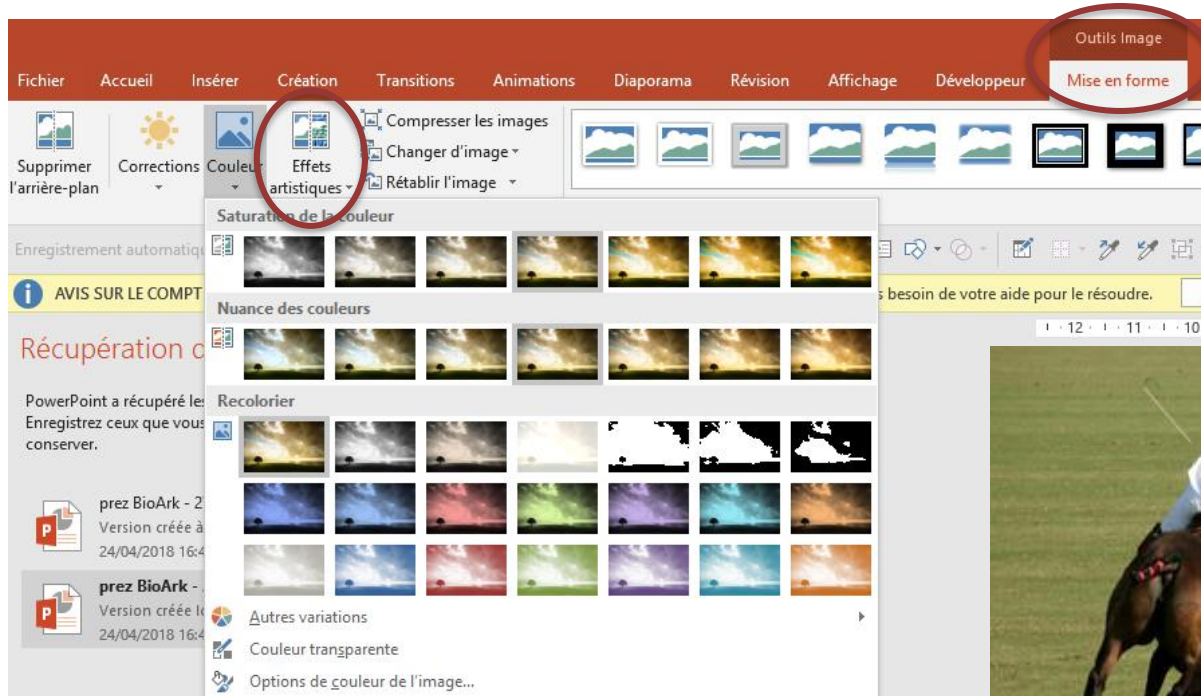 Outils Image
Fichier Accueil Insérer Création Transitions Animations Diaporama Révision Affichage Développeur Mise en forme
Supprimer l'arrière-plan
Corrections
Couleur
Effets artistiques
Compresser les images
Changer d'image
Rétablir l'image
Saturation de la couleur
Enregistrement automatiq
AVIS SUR LE COMPT
besoin de votre aide pour le résoudre.
Nuance des couleurs
12 11 10
Récupération d
PowerPoint a récupéré les
Enregistrez ceux que vous
conserver.
Recolorier
prez BioArk - 2
Version créée à
24/04/2018 16:4
prez BioArk -
Version créée lo
24/04/2018 16:4
Autres variations
Couleur transparente
Options de couleur de l'image...